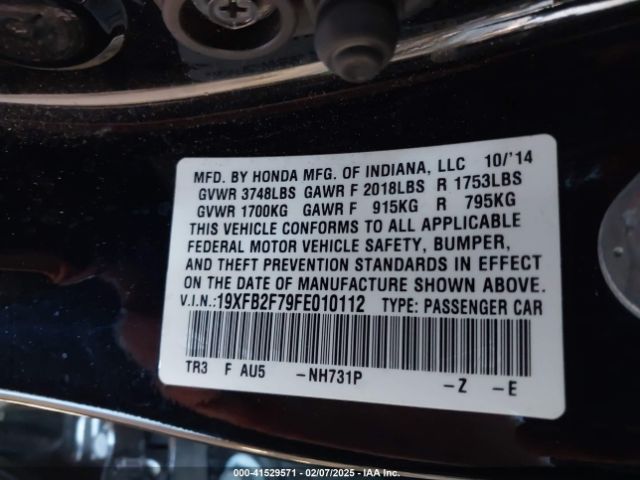 MFD. BY HONDA MFG. OF INDIANA, LLC 10/'14
GVWR 3748LBS GAWR F 2018LBS R 1753LBS
GVWR 1700KG GAWR F 915KG R 795KG
THIS VEHICLE CONFORMS TO ALL APPLICABLE
FEDERAL MOTOR VEHICLE SAFETY, BUMPER,
AND THEFT PREVENTION STANDARDS IN EFFECT
ON THE DATE OF MANUFACTURE SHOWN ABOVE.
V.I.N.:19XFB2F79FE010112 TYPE: PASSENGER CAR
TR3 F AU5 -NH731P -Z -E
000-41529571 - 02/07/2025 - IAA